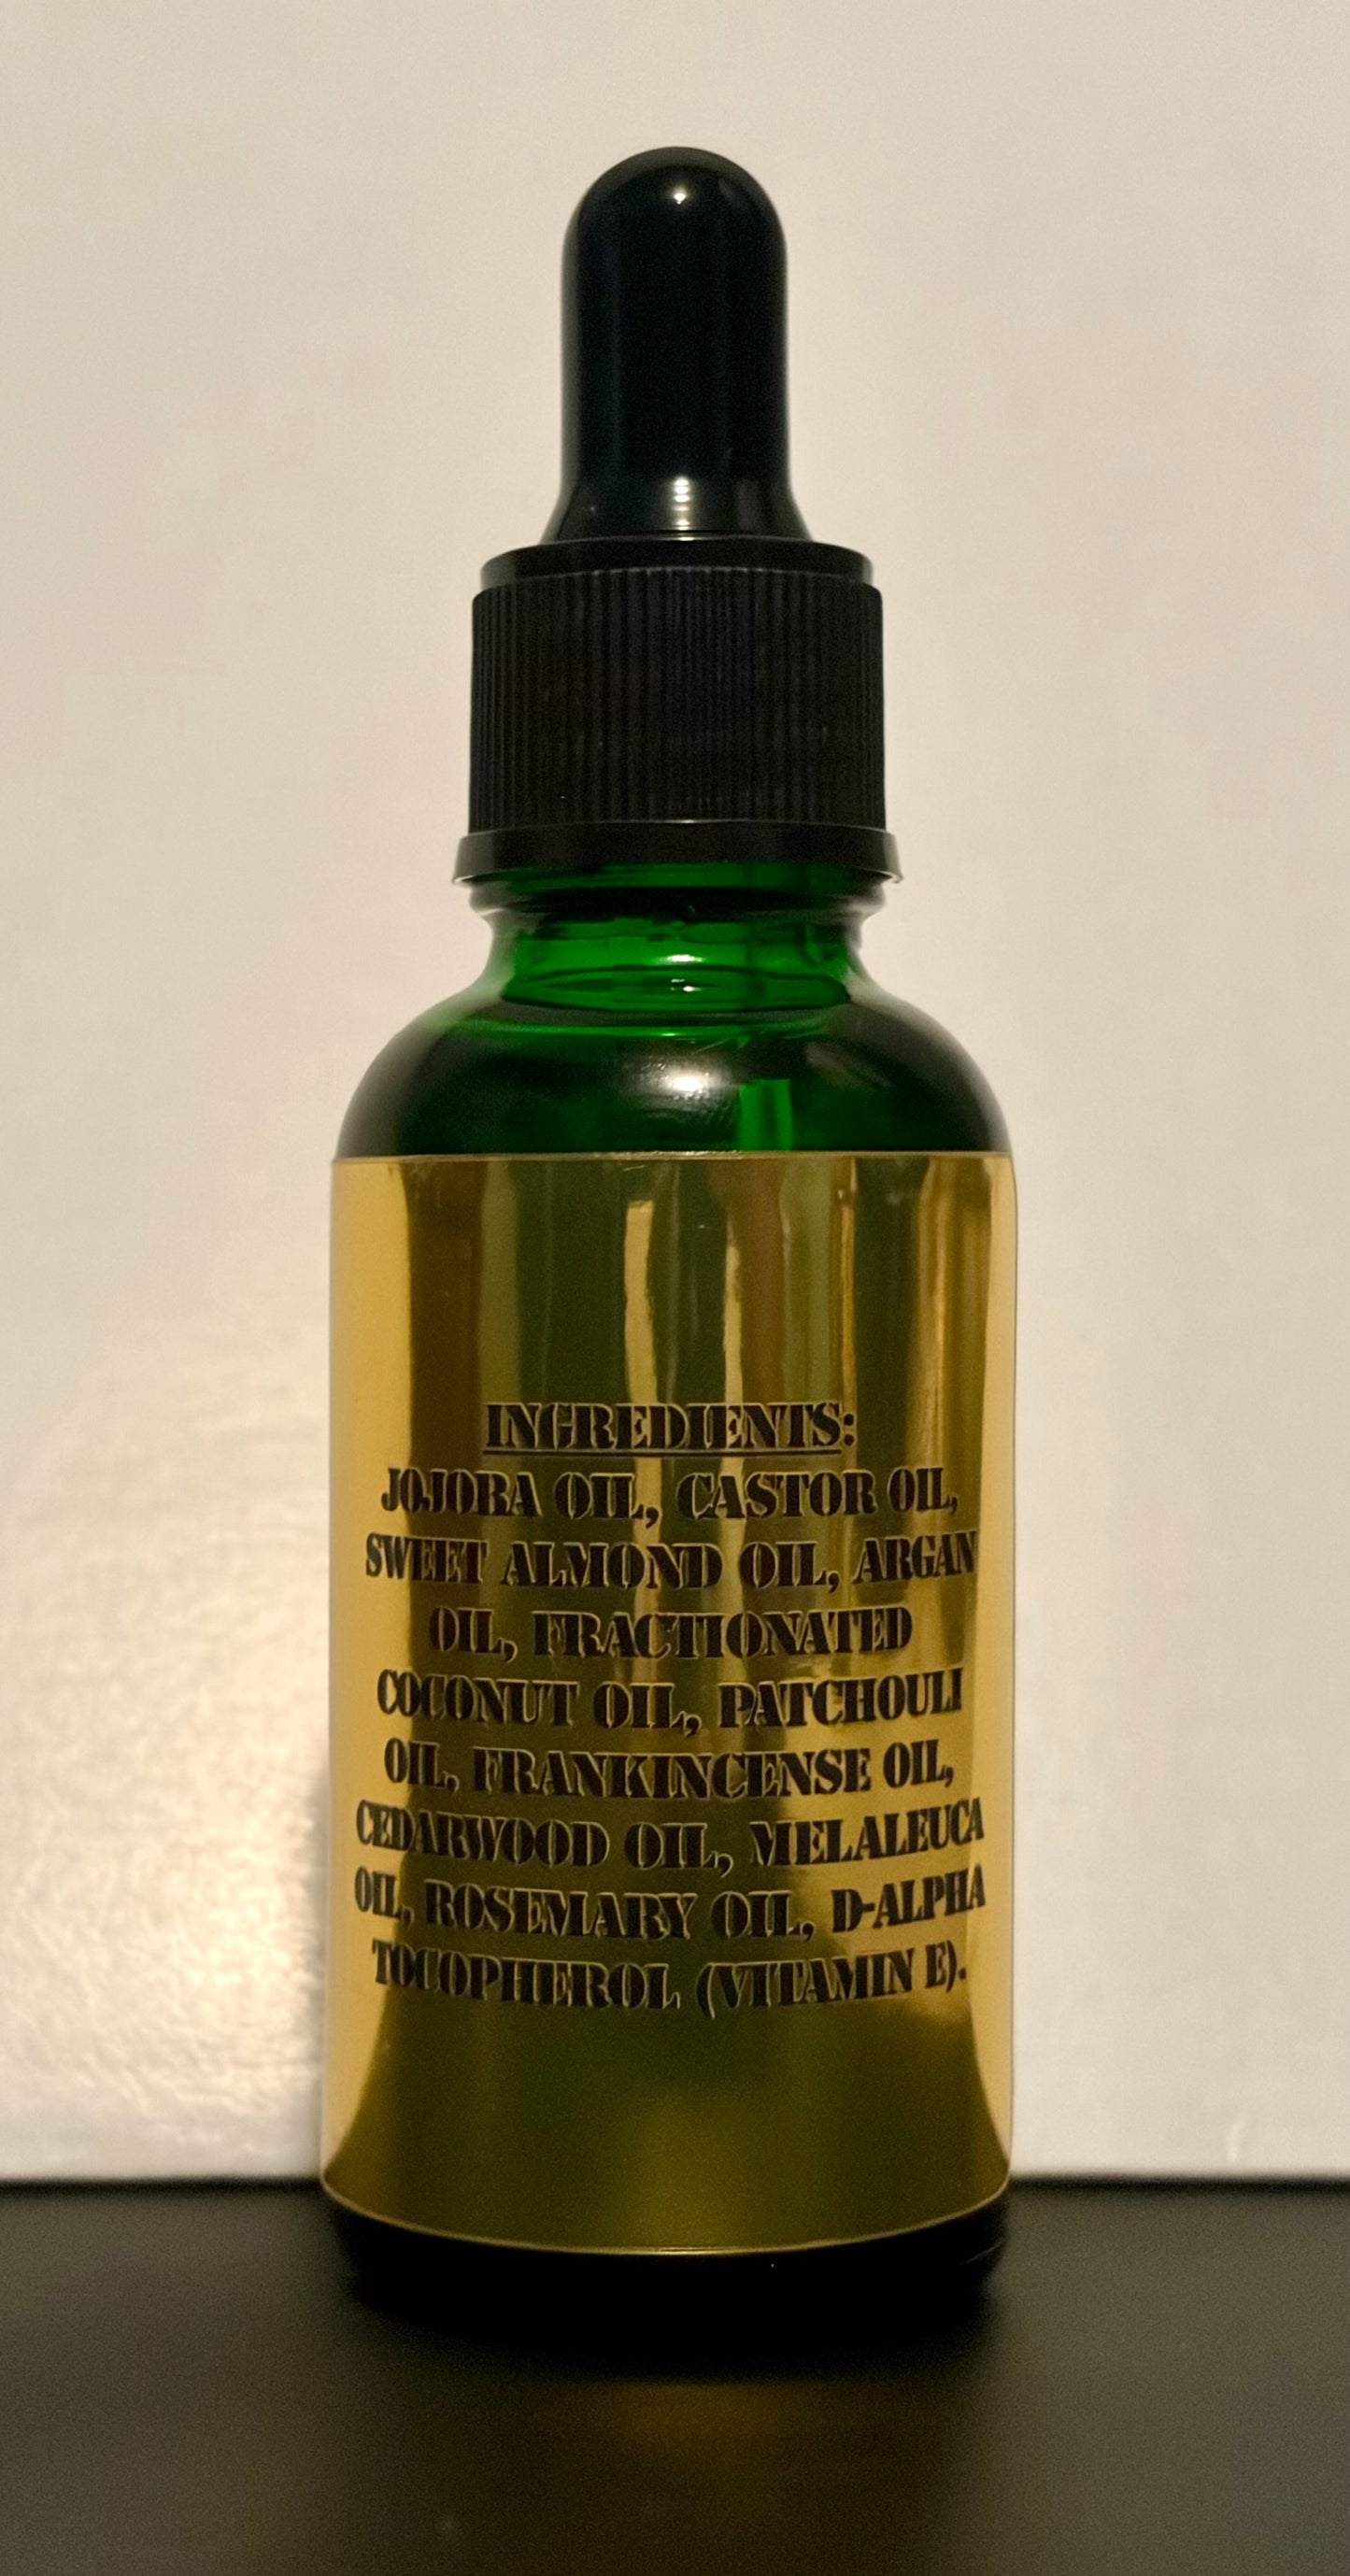 INGREDIENTS:
JOJOBA OIL, CASTOR OIL,
SWEET ALMOND OIL, ARGAN
OIL, FRACTIONATED
COCONUT OIL, PATCHOULI
OIL, FRANKINCENSE OIL,
CEDARWOOD OIL, MELALEUCA
OIL, ROSEMARY OIL, D-ALPHA
TOCOPHEROL (VITAMIN E).